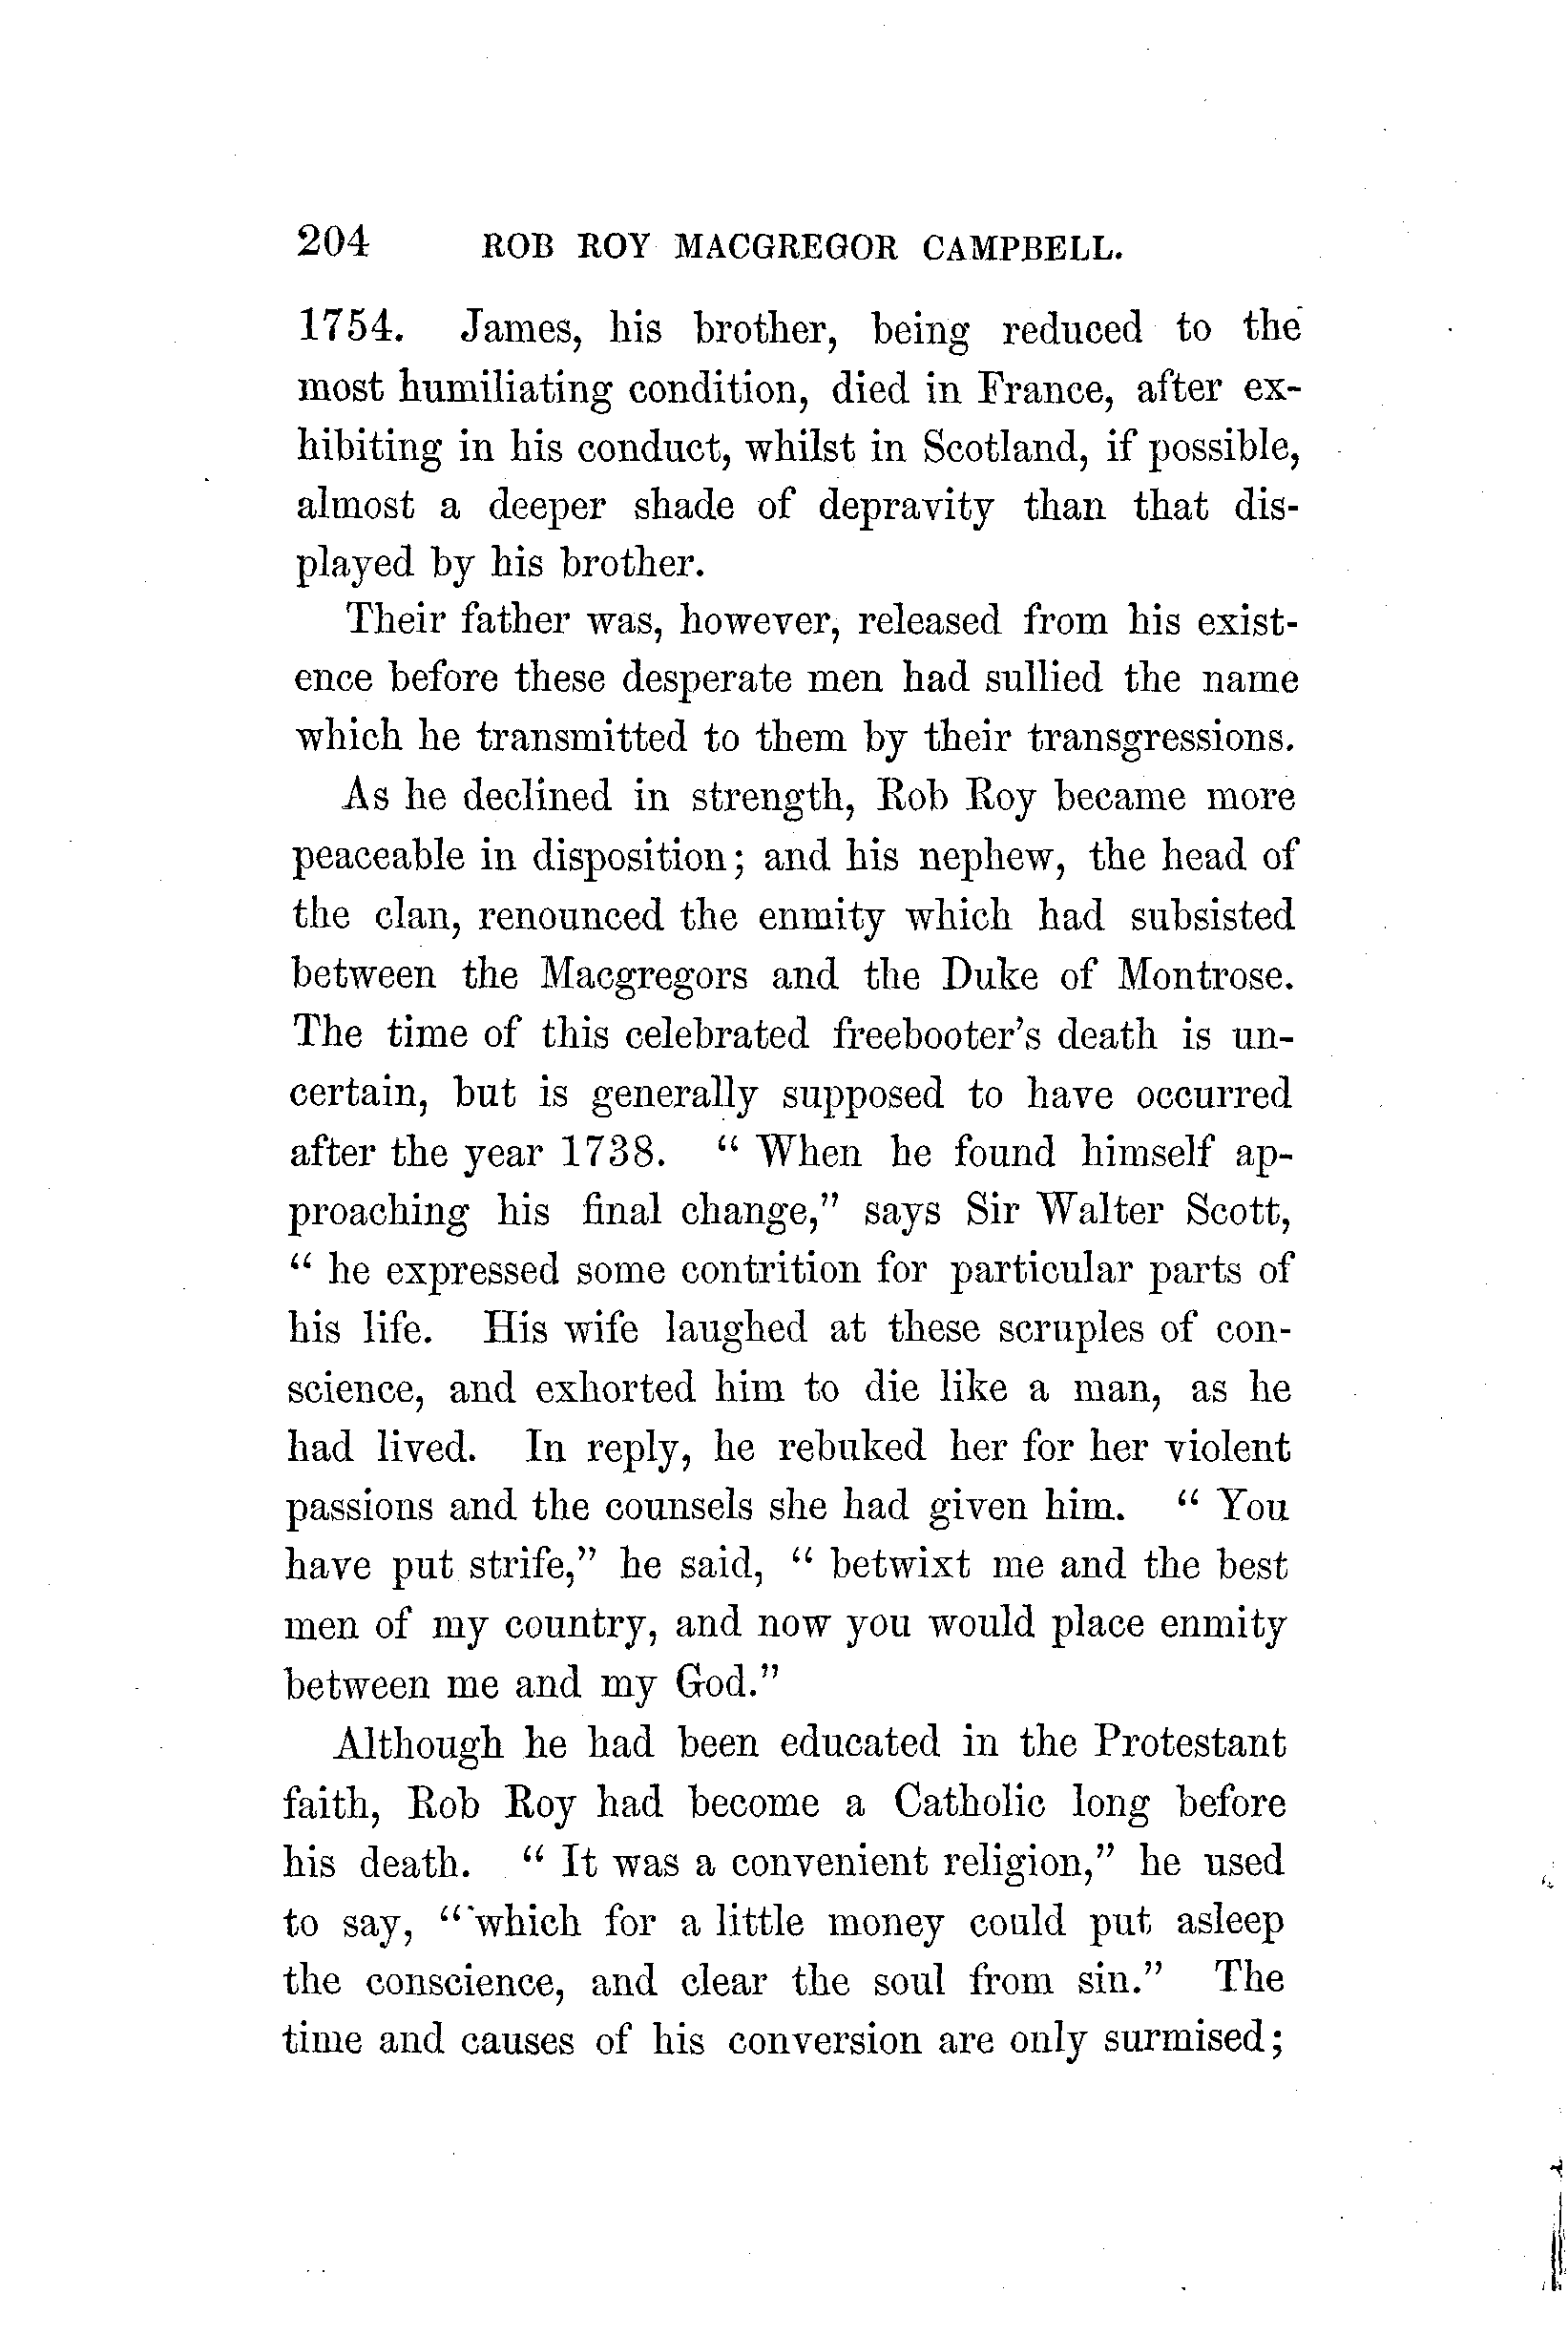 204 ROB ROY MACGREGOR CAMPBELL.
1754. James, his brother, being reduced to the
most humiliating condition, died in France, after ex-
hibiting in his conduct, whilst in Scotland, if possible,
almost a deeper shade of depravity than that dis-
played by his brother.
Their father was, however, released from his exist-
ence before these desperate men had sullied the name
which he transmitted to them by their transgressions.
As he declined in strength, Rob Roy became more
peaceable in disposition; and his nephew, the head of
the clan, renounced the enmity which had subsisted
between the Macgregors and the Duke of Montrose.
The time of this celebrated freebooter's death is un-
certain, but is generally supposed to have occurred
after the year 1738. " When he found himself ap-
proaching his final change," says Sir Walter Scott,
" he expressed some contrition for particular parts of
his life. His wife laughed at these scruples of con-
science, and exhorted him to die like a man, as he
had lived. In reply, he rebuked her for her violent
passions and the counsels she had given him. " You
have put strife," he said, " betwixt me and the best
men of my country, and now you would place enmity
between me and my God."
Although he had been educated in the Protestant
faith, Rob Roy had become a Catholic long before
his death. " It was a convenient religion," he used
to say, " which for a little money could put asleep
the conscience, and clear the soul from sin." The
time and causes of his conversion are only surmised;